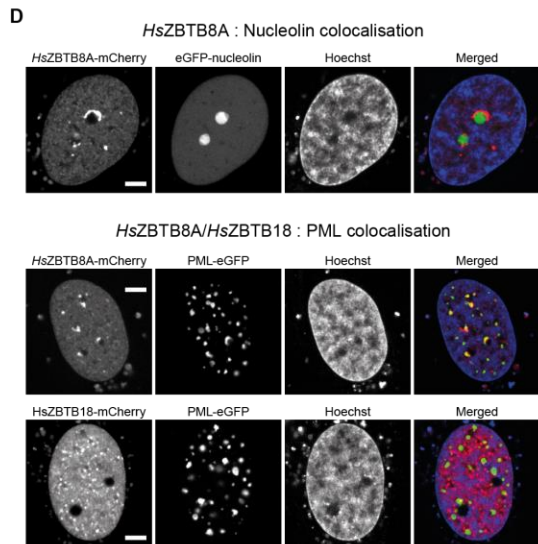 D
HsZBTB8A : Nucleolin colocalisation
HsZBTB8A-mCherry eGFP-nucleolin Hoechst Merged
HsZBTB8A/HsZBTB18 : PML colocalisation
HsZBTB8A-mCherry PML-eGFP Hoechst Merged
HsZBTB18-mCherry PML-eGFP Hoechst Merged